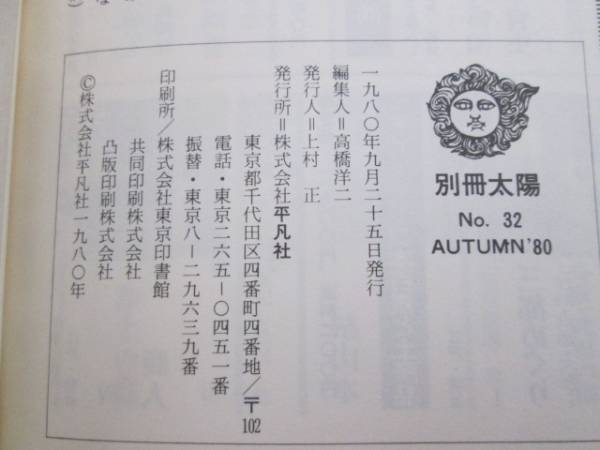 別冊太陽
No. 32
AUTUMN'80
一九八〇年九月二十五日発行
編集人=高橋洋二
発行人=上村 正
発行所=株式会社平凡社
東京都千代田区四番町四番地/〒102
電話・東京二六五-〇四五一番
振替・東京八-二九六三九番
印刷所/株式会社東京印書館
共同印刷株式会社
凸版印刷株式会社
©株式会社平凡社一九八〇年